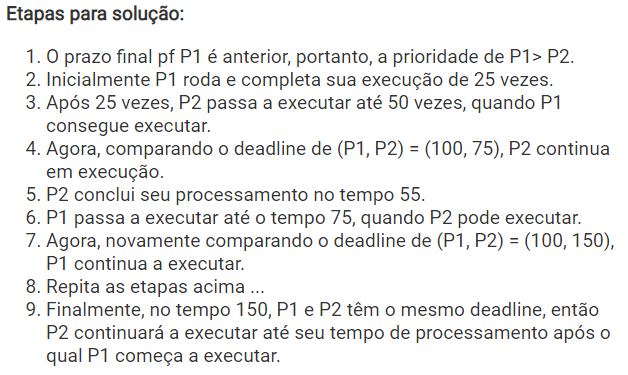 Etapas para solução:
1. O prazo final pf P1 é anterior, portanto, a prioridade de P1> P2.
2. Inicialmente P1 roda e completa sua execução de 25 vezes.
3. Após 25 vezes, P2 passa a executar até 50 vezes, quando P1
consegue executar.
4. Agora, comparando o deadline de (P1, P2) = (100, 75), P2 continua
em execução.
5. P2 conclui seu processamento no tempo 55.
6. P1 passa a executar até o tempo 75, quando P2 pode executar.
7. Agora, novamente comparando o deadline de (P1, P2) = (100, 150),
P1 continua a executar.
8. Repita as etapas acima ...
9. Finalmente, no tempo 150, P1 e P2 têm o mesmo deadline, então
P2 continuará a executar até seu tempo de processamento após o
qual P1 começa a executar.